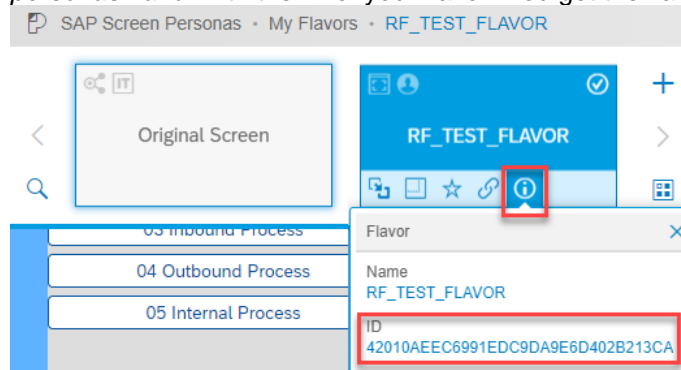 SAP Screen Personas • My Flavors • RF_TEST_FLAVOR
IT
Original Screen
RF_TEST_FLAVOR
03 Inbound Process
04 Outbound Process
05 Internal Process
Flavor
Name
RF_TEST_FLAVOR
ID
42010AEEC6991EDC9DA9E6D402B213CA